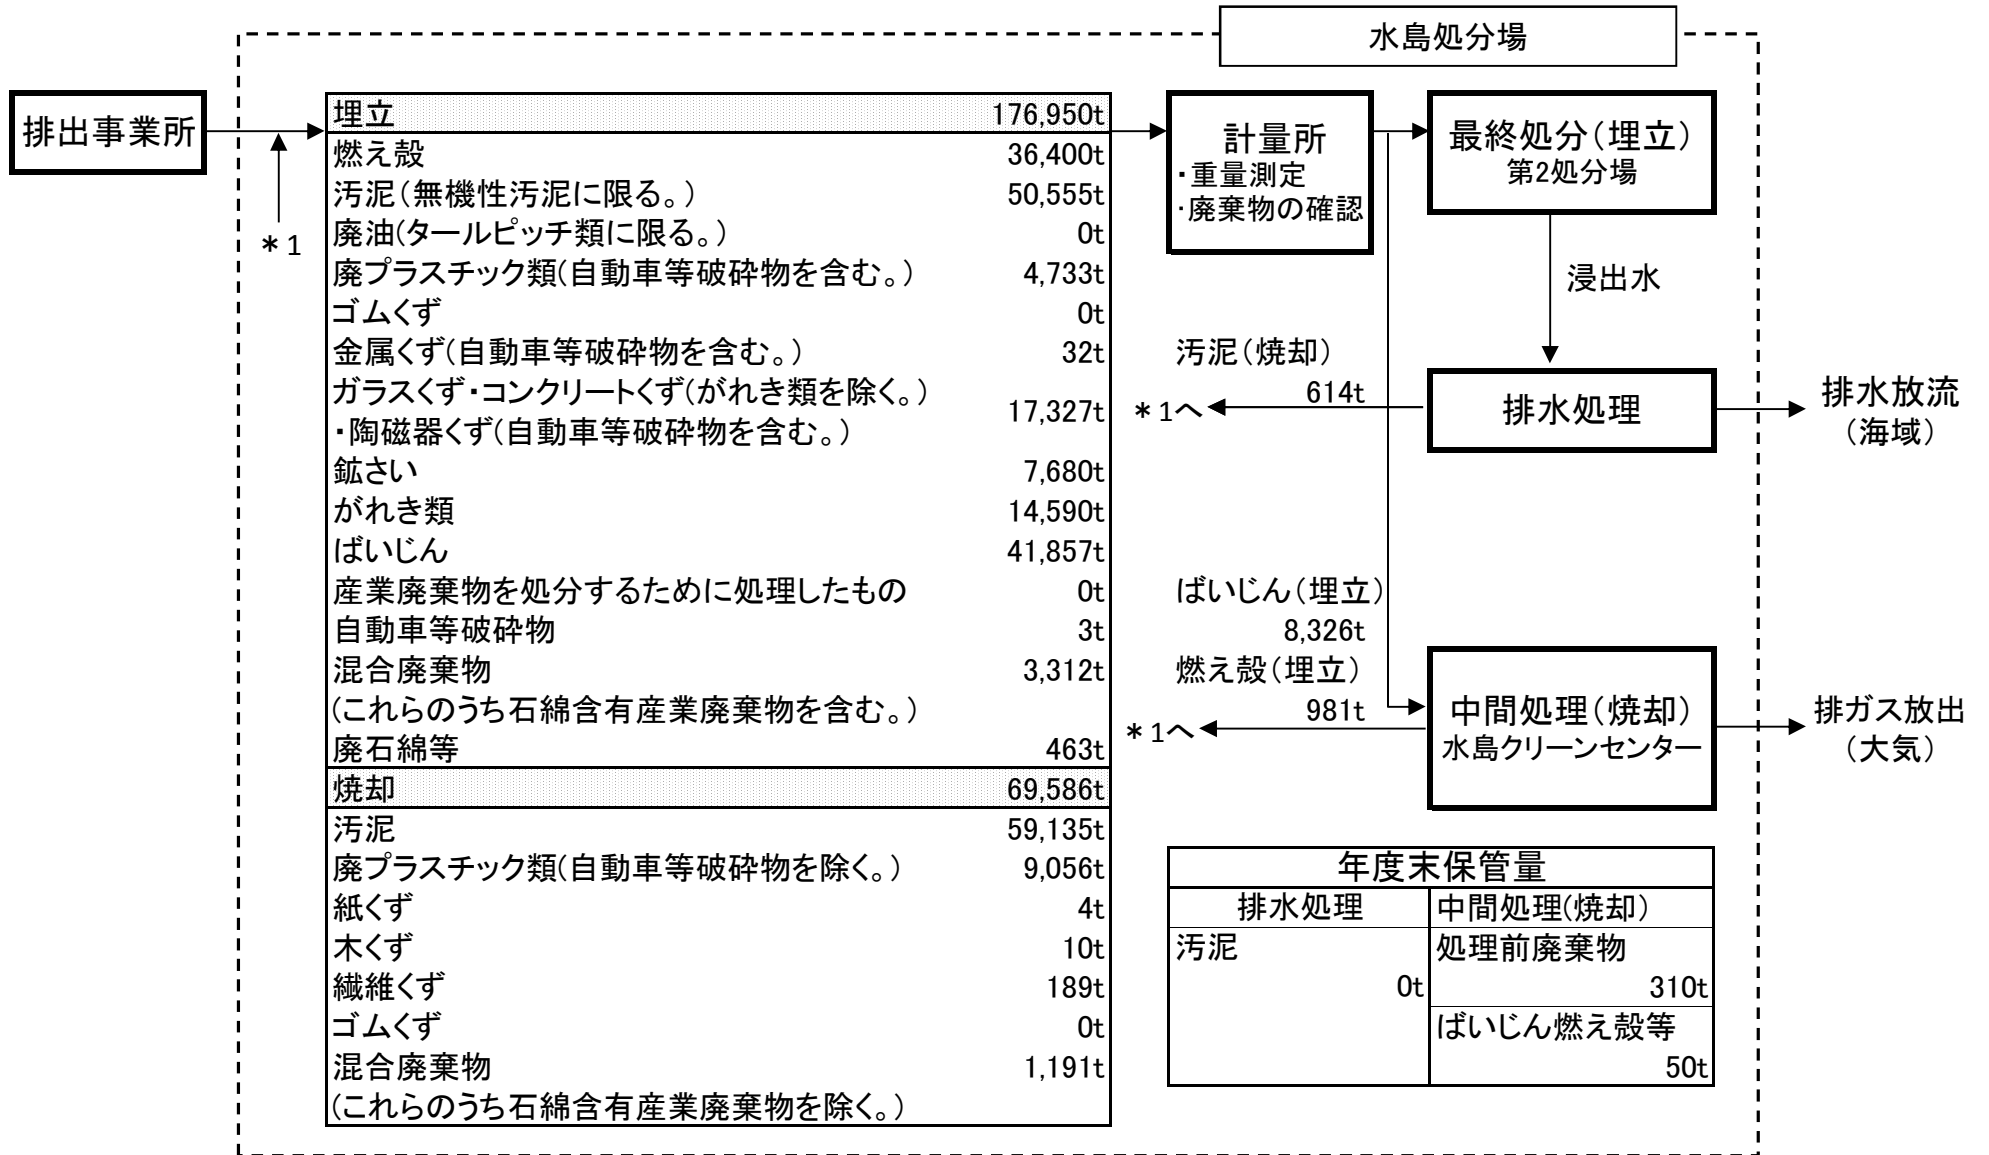 水島処分場
排出事業所
＊1
埋立 176,950t
燃え殻 36,400t
汚泥（無機性汚泥に限る。） 50,555t
廃油(タールピッチ類に限る。） 0t
廃プラスチック類(自動車等破砕物を含む。） 4,733t
ゴムくず 0t
金属くず(自動車等破砕物を含む。） 32t
ガラスくず・コンクリートくず(がれき類を除く。）
・陶磁器くず(自動車等破砕物を含む。） 17,327t
鉱さい 7,680t
がれき類 14,590t
ばいじん 41,857t
産業廃棄物を処分するために処理したもの 0t
自動車等破砕物 3t
混合廃棄物 3,312t
(これらのうち石綿含有産業廃棄物を含む。）
廃石綿等 463t
焼却 69,586t
汚泥 59,135t
廃プラスチック類(自動車等破砕物を除く。） 9,056t
紙くず 4t
木くず 10t
繊維くず 189t
ゴムくず 0t
混合廃棄物 1,191t
(これらのうち石綿含有産業廃棄物を除く。）
計量所
・重量測定
・廃棄物の確認
最終処分（埋立）
第2処分場
浸出水
汚泥（焼却）
614t
＊1へ
排水処理
排水放流
（海域）
ばいじん（埋立）
8,326t
燃え殻（埋立）
981t
＊1へ
中間処理（焼却）
水島クリーンセンター
排ガス放出
（大気）
年度末保管量
排水処理 中間処理(焼却）
汚泥 処理前廃棄物
0t 310t
ばいじん燃え殻等
50t